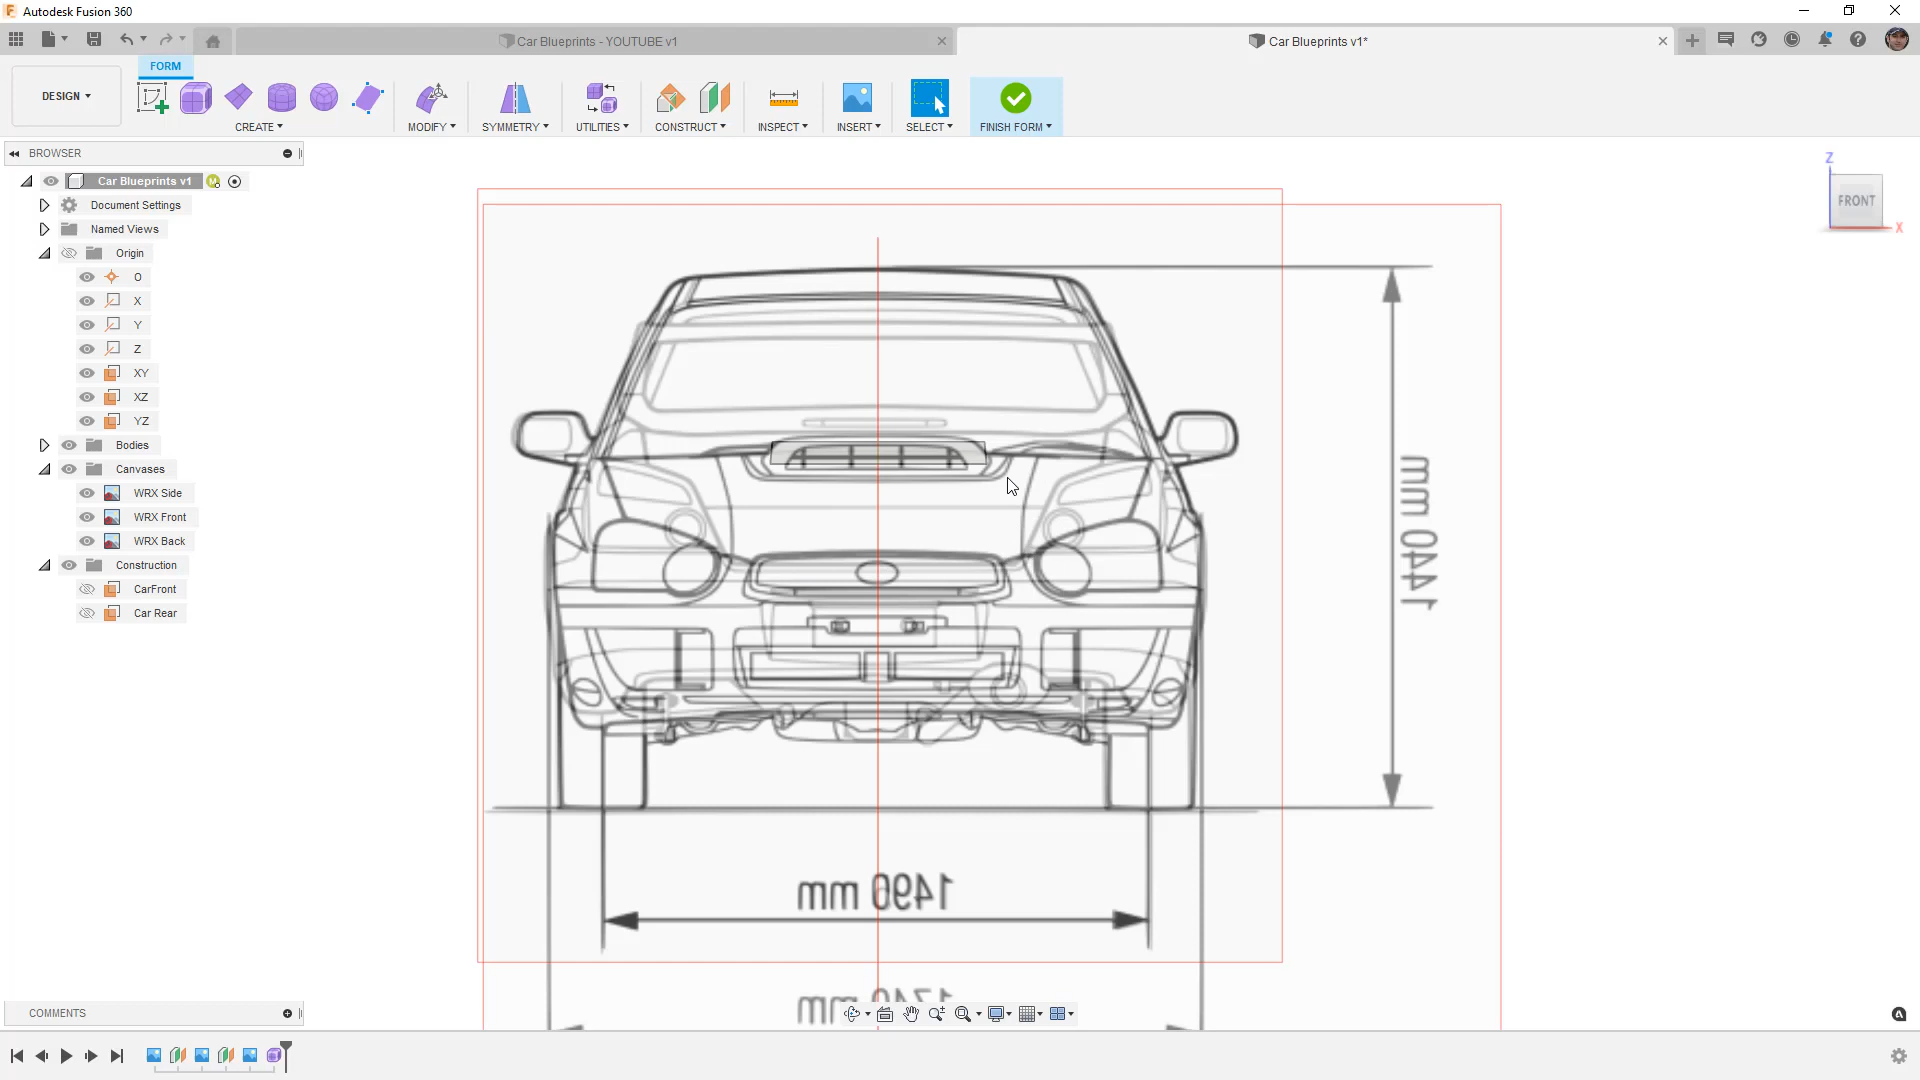 Autodesk Fusion 360
Car Blueprints - YOUTUBE v1
Car Blueprints v1*
FORM
DESIGN
CREATE
MODIFY
SYMMETRY
UTILITIES
CONSTRUCT
INSPECT
INSERT
SELECT
FINISH FORM
BROWSER
Car Blueprints v1
Document Settings
Named Views
Origin
O
X
Y
Z
XY
XZ
YZ
Bodies
Canvases
WRX Side
WRX Front
WRX Back
Construction
CarFront
Car Rear
Z
FRONT
X
1440 mm
1490 mm
1740 mm
COMMENTS